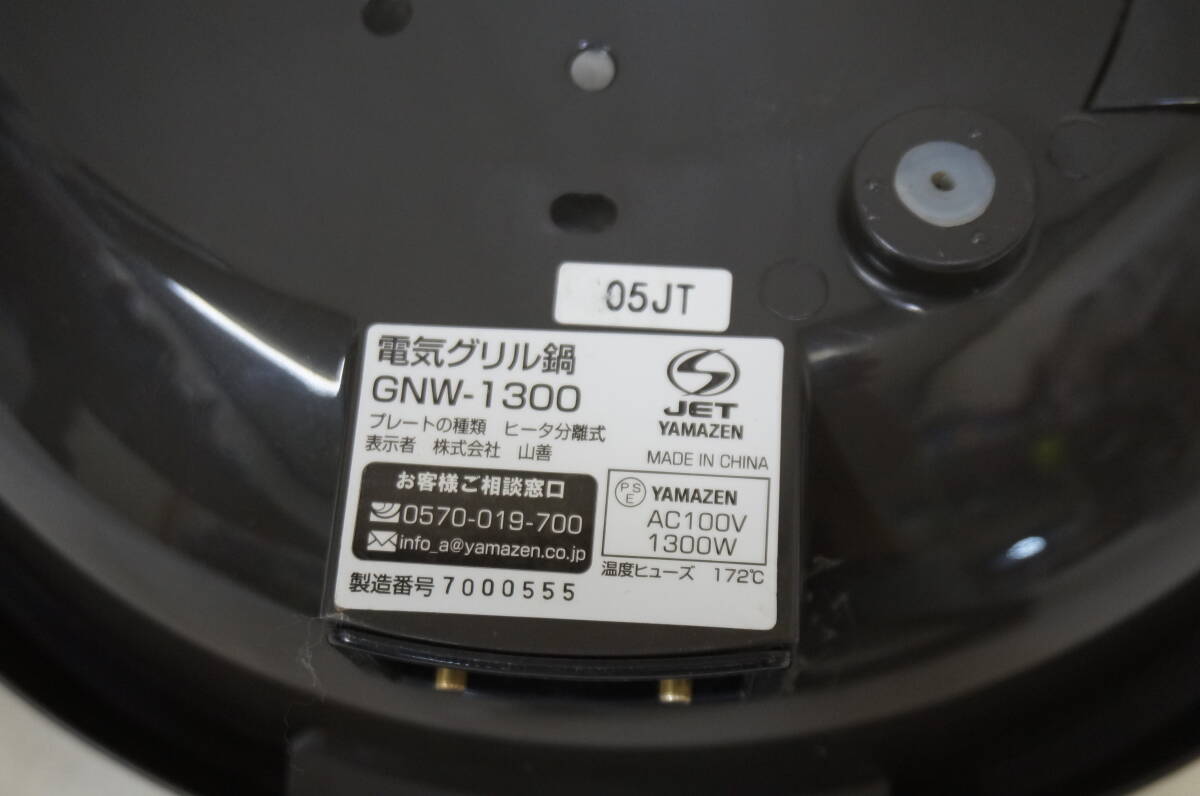 05JT
電気グリル鍋
GNW-1300
プレートの種類 ヒータ分離式
表示者 株式会社 山善
お客様ご相談窓口
0570-019-700
info_a@yamazen.co.jp
製造番号 7000555
JET
YAMAZEN
MADE IN CHINA
PSE YAMAZEN
AC100V
1300W
温度ヒューズ 172℃